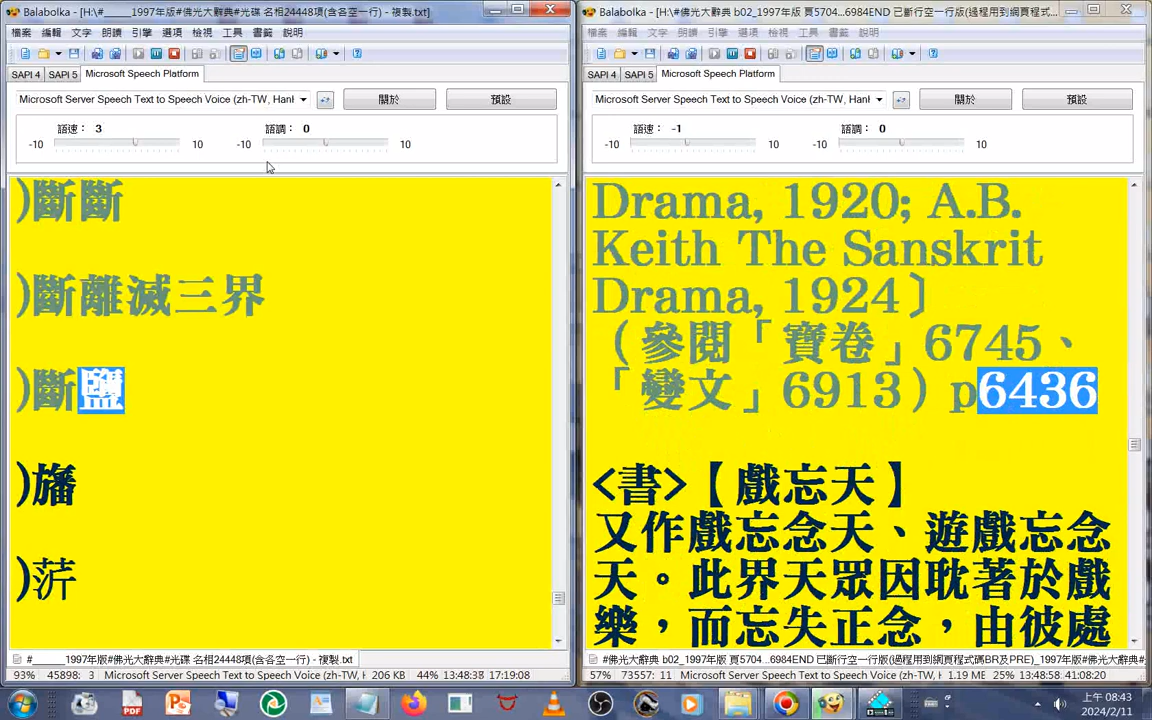 Balabolka - [H:\#_____1997年版#佛光大辭典#光碟 名相24448項(含各空一行) - 複製.txt]
檔案 編輯 文字 朗讀 引擎 選項 檢視 工具 書籤 說明
SAPI 4 SAPI 5 Microsoft Speech Platform
Microsoft Server Speech Text to Speech Voice (zh-TW, Hanl 關於 預設
語速： 3 語調： 0
-10 10 -10 10
)斷斷
)斷離滅三界
)斷鹽
)旛
)菥
#_____1997年版#佛光大辭典#光碟 名相24448項(含各空一行) - 複製.txt
93% 45898: 3 Microsoft Speech Platform Microsoft Server Speech Text to Speech Voice (zh-TW, H 206 KB 44% 13:48:3 17:19:08
Balabolka - [H:\#佛光大辭典 b02_1997年版 頁5704...6984END 已斷行空一行版(過程用到網頁程式...
檔案 編輯 文字 朗讀 引擎 選項 檢視 工具 書籤 說明
SAPI 4 SAPI 5 Microsoft Speech Platform
Microsoft Server Speech Text to Speech Voice (zh-TW, Hanl 關於 預設
語速： -1 語調： 0
-10 10 -10 10
Drama, 1920; A.B.
Keith The Sanskrit
Drama, 1924〕
（參閱「寶卷」6745、
「變文」6913）p6436
<書>【戲忘天】
又作戲忘念天、遊戲忘念
天。此界天眾因耽著於戲
樂，而忘失正念，由彼處
#佛光大辭典 b02_1997年版 頁5704...6984END 已斷行空一行版(過程用到網頁程式碼BR及PRE)_1997年版#佛光大辭典#
57% 73557: 11 Microsoft Speech Platform Microsoft Server Speech Text to Speech Voice (zh-TW, 1.19 MB 25% 13:48:58 41:08:20
上午 08:43
2024/2/11